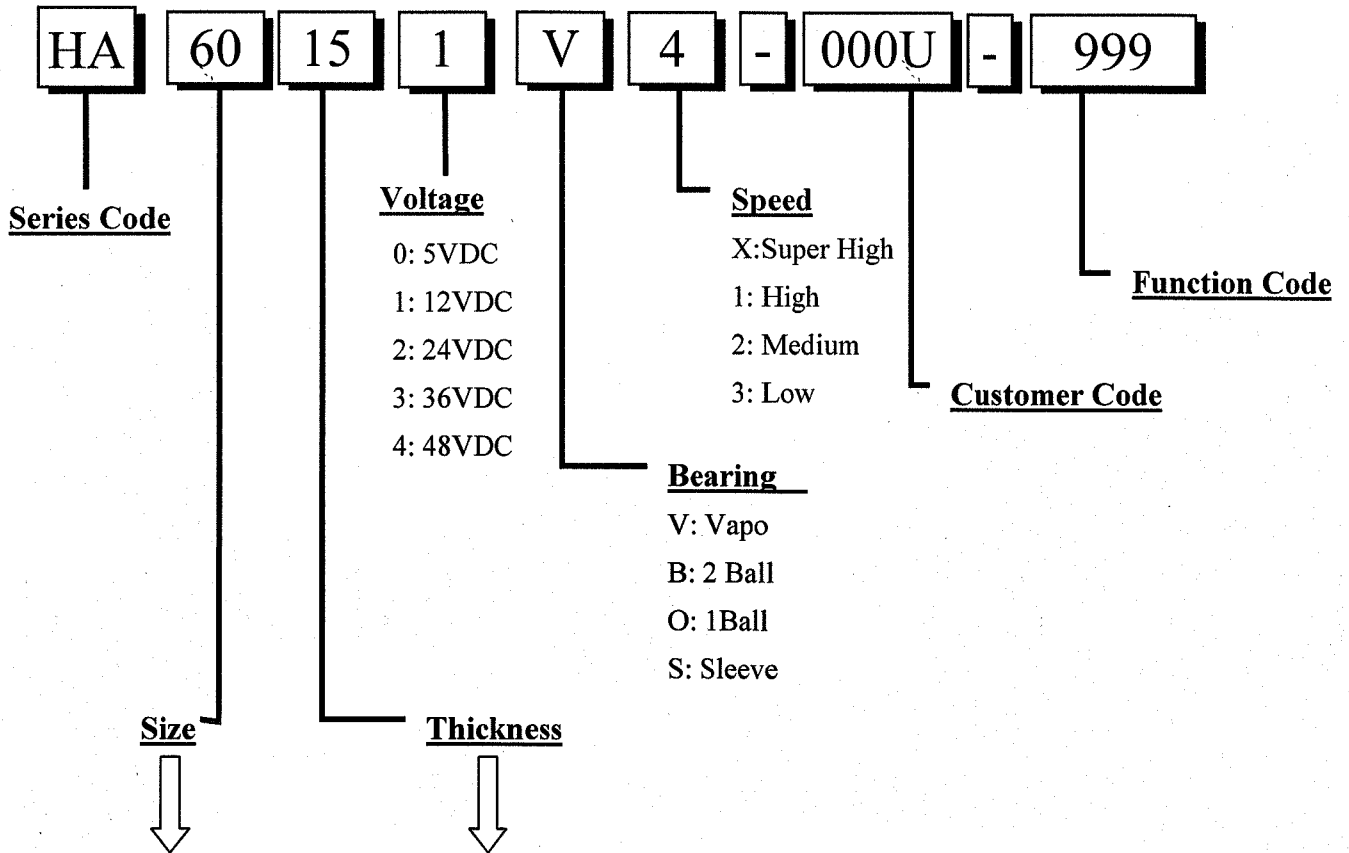 HA 60 15 1 V 4 - 000U - 999
Series Code
Voltage
0: 5VDC
1: 12VDC
2: 24VDC
3: 36VDC
4: 48VDC
Speed
X:Super High
1: High
2: Medium
3: Low
Function Code
Customer Code
Bearing
V: Vapo
B: 2 Ball
O: 1Ball
S: Sleeve
Size
Thickness